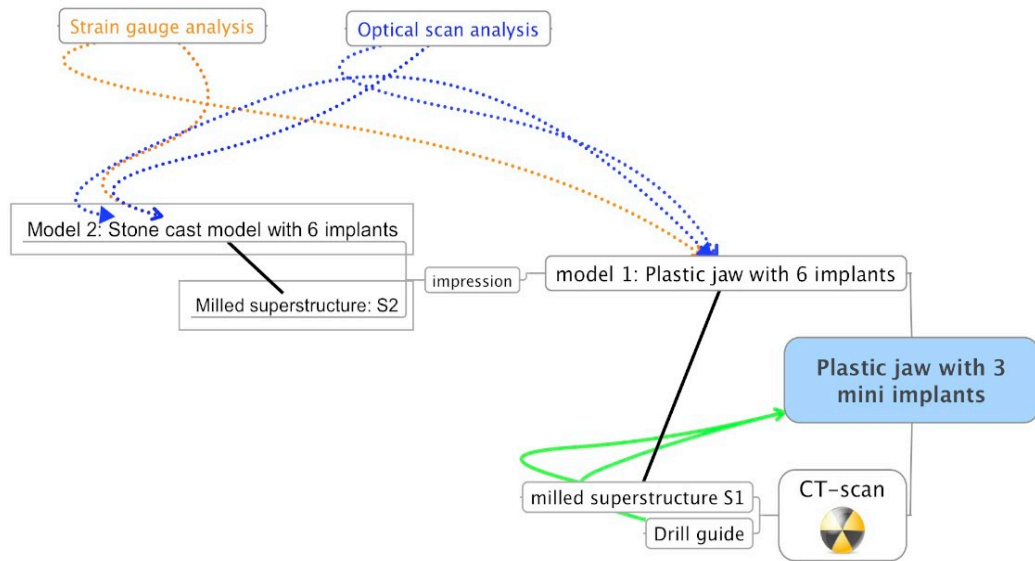 Strain gauge analysis
Optical scan analysis
Model 2: Stone cast model with 6 implants
Milled superstructure: S2
impression
model 1: Plastic jaw with 6 implants
Plastic jaw with 3
mini implants
milled superstructure S1
Drill guide
CT-scan